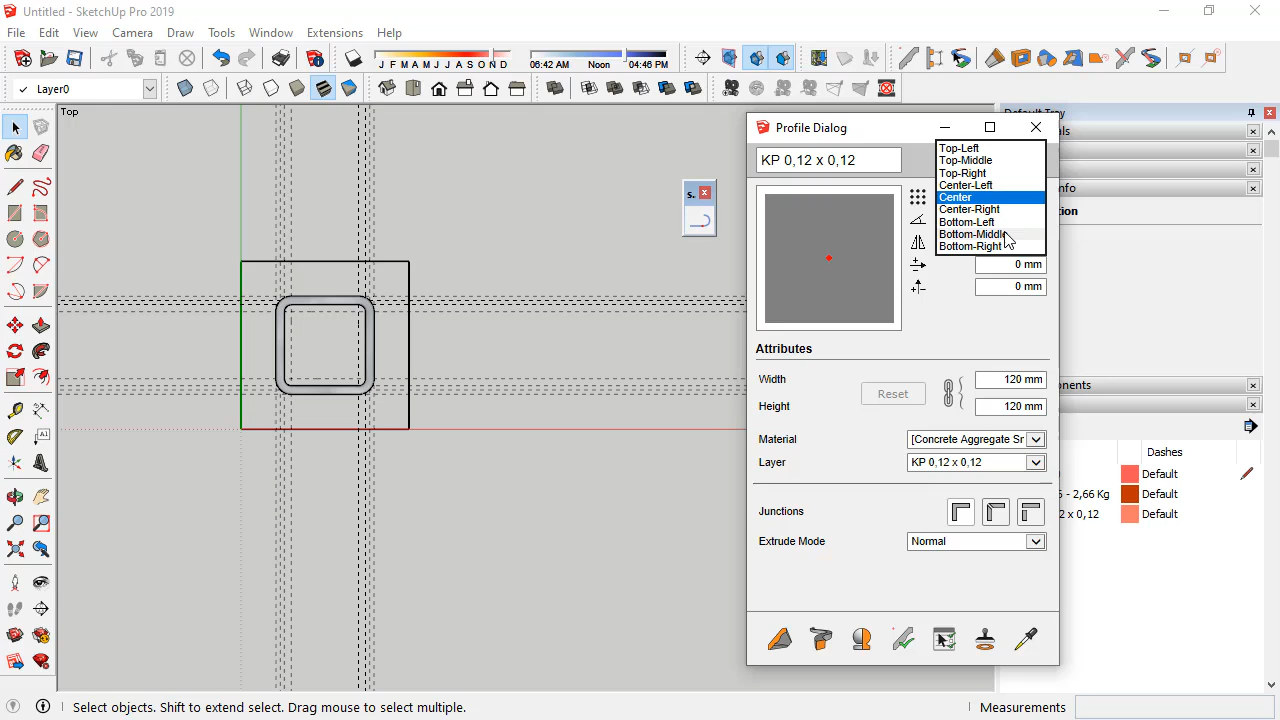 Untitled - SketchUp Pro 2019
File Edit View Camera Draw Tools Window Extensions Help
J F M A M J J A S O N D
06:42 AM Noon 04:46 PM
Layer0
Top
Default Tray
Profile Dialog
KP 0,12 x 0,12
Top-Left
Top-Middle
Top-Right
Center-Left
Center
Center-Right
Bottom-Left
Bottom-Middle
Bottom-Right
0 mm
0 mm
Attributes
Width 120 mm
Reset
Height 120 mm
Material [Concrete Aggregate Sr
Layer KP 0,12 x 0,12
Junctions
Extrude Mode Normal
s.
Dashes
Default
- 2,66 Kg Default
2 x 0,12 Default
Select objects. Shift to extend select. Drag mouse to select multiple.
Measurements